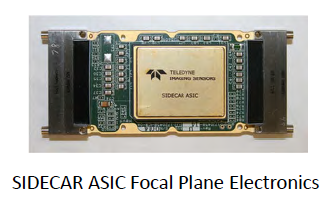 TELEDYNE
IMAGING SENSORS
SIDECAR ASIC
SIDECAR ASIC Focal Plane Electronics